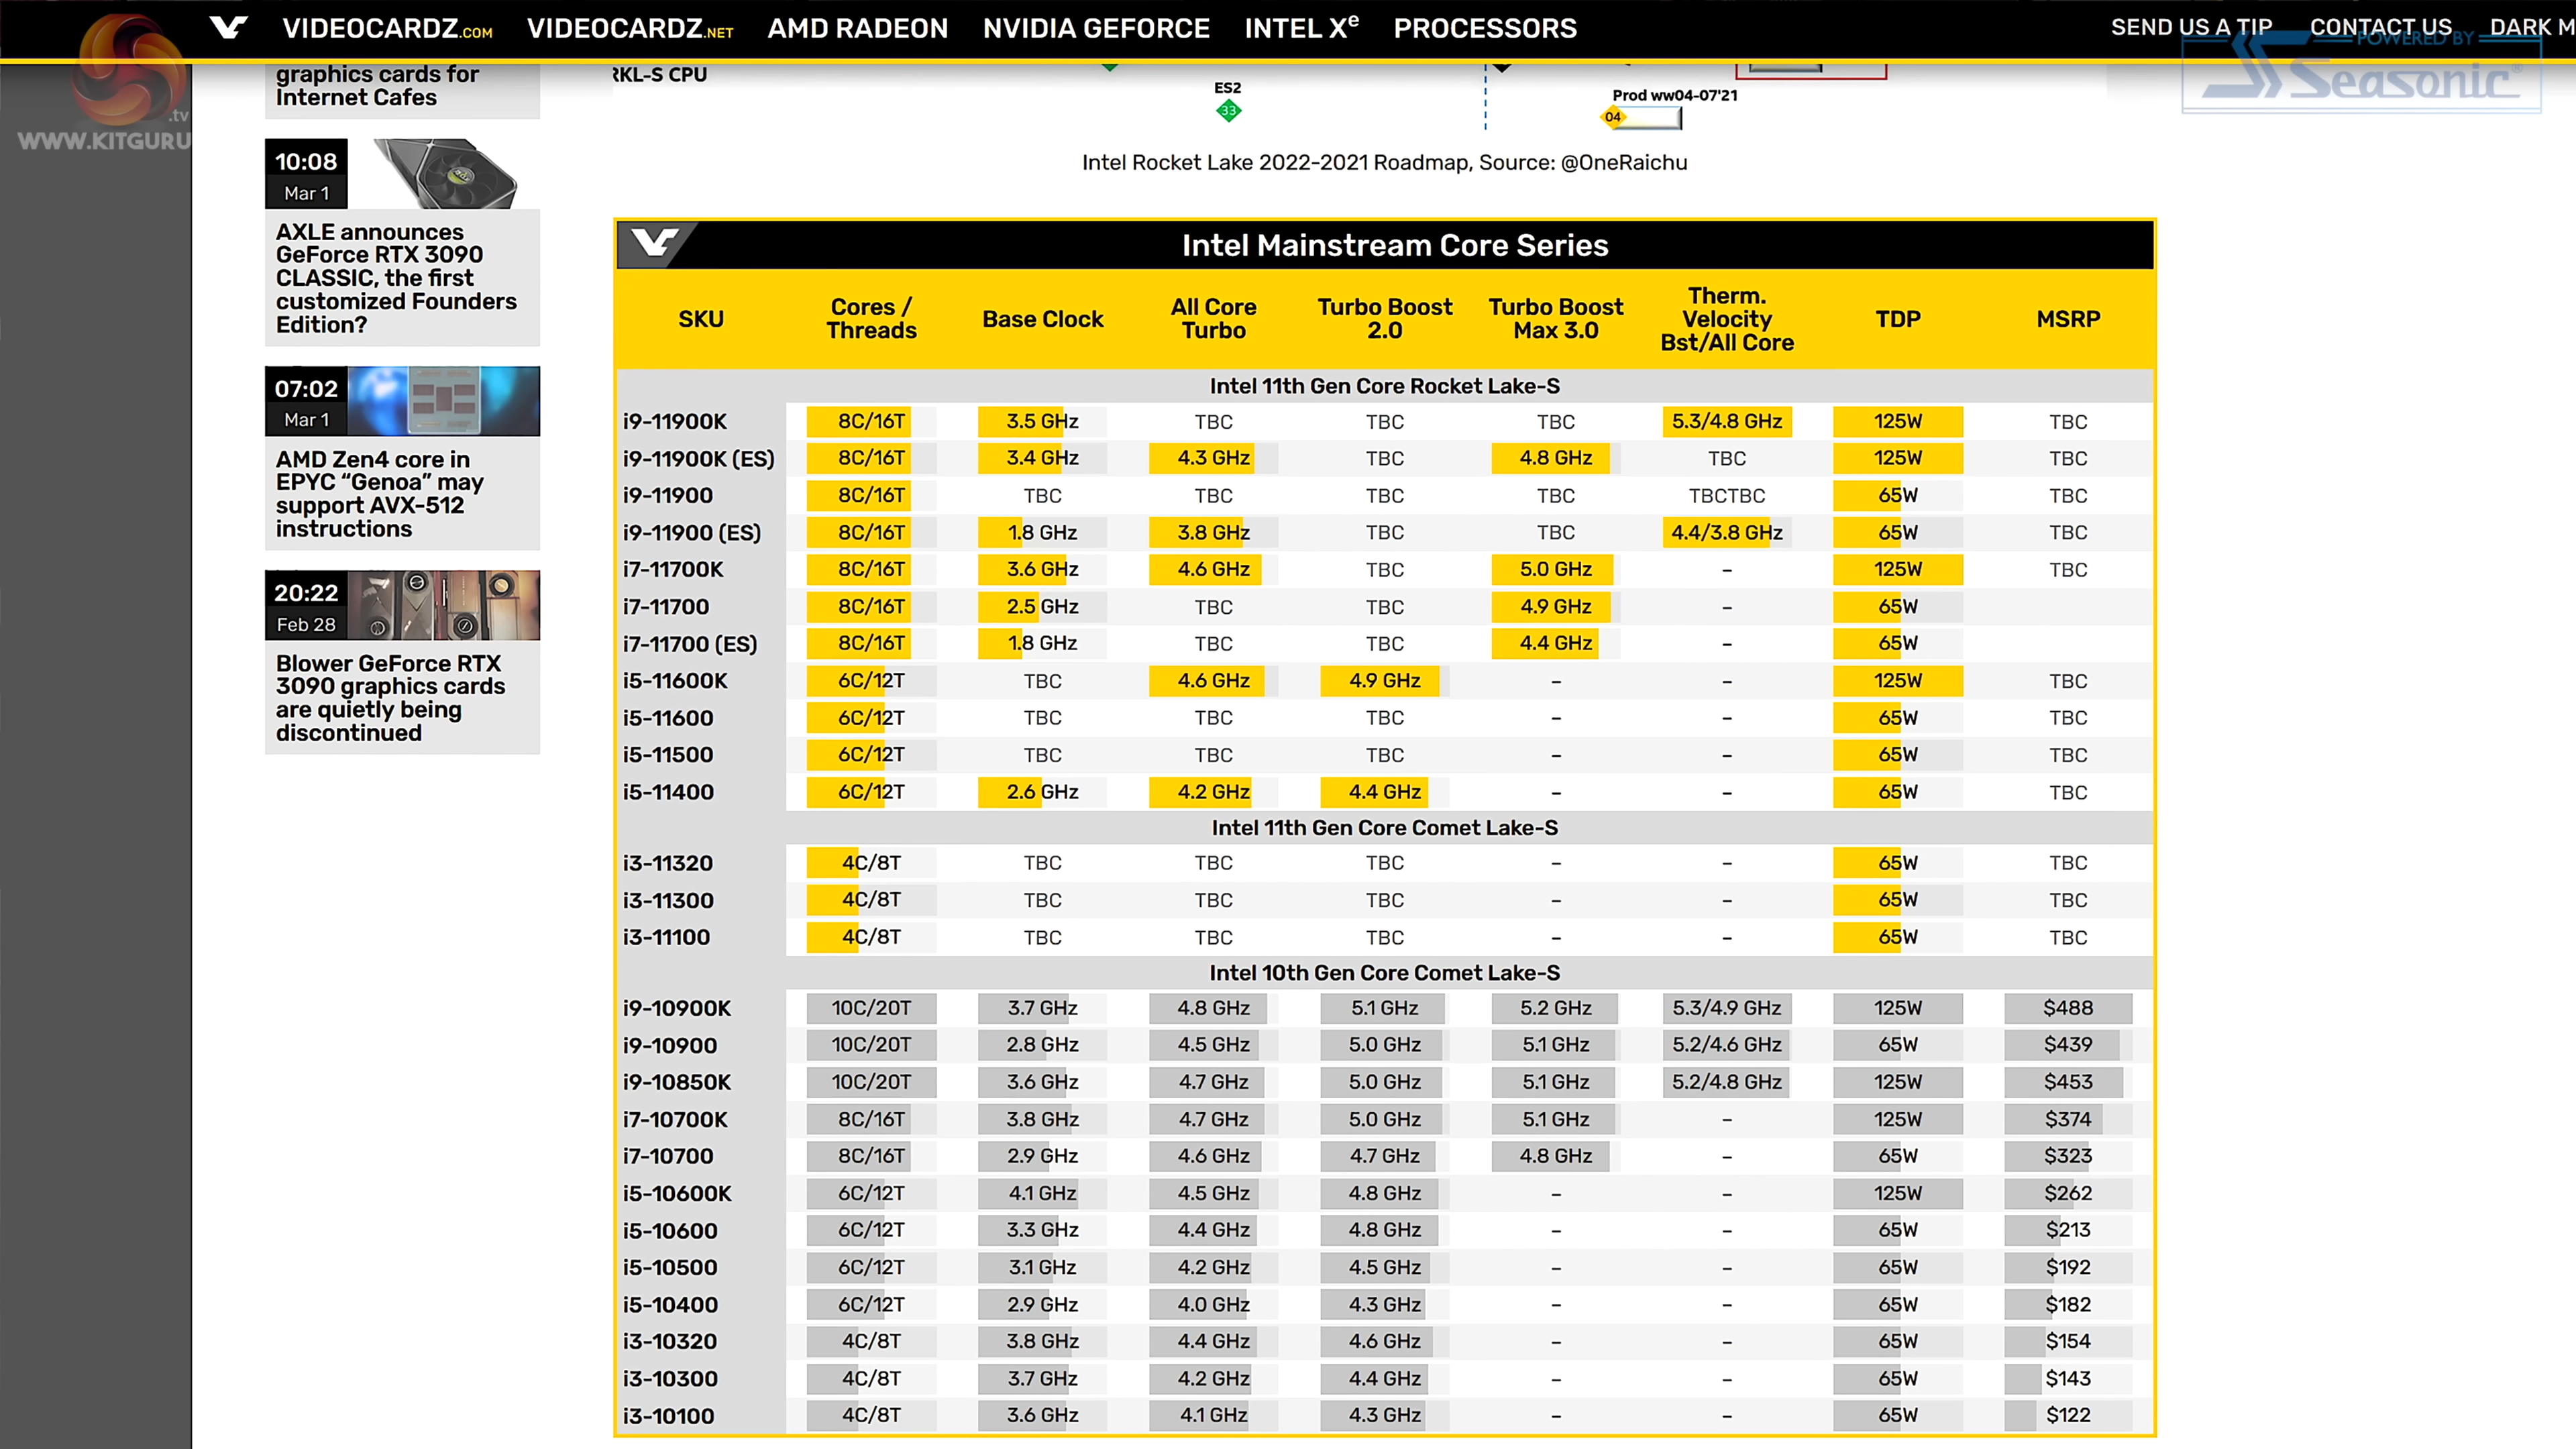 VIDEOCARDZ.COM VIDEOCARDZ.NET AMD RADEON NVIDIA GEFORCE INTEL Xe PROCESSORS SEND US A TIP CONTACT US DARK M
POWERED BY
Seasonic®
.tv
WWW.KITGURU
graphics cards for
Internet Cafes
10:08
Mar 1
AXLE announces
GeForce RTX 3090
CLASSIC, the first
customized Founders
Edition?
07:02
Mar 1
AMD Zen4 core in
EPYC “Genoa” may
support AVX-512
instructions
20:22
Feb 28
Blower GeForce RTX
3090 graphics cards
are quietly being
discontinued
RKL-S CPU
ES2
33
Prod ww04-07'21
04
Intel Rocket Lake 2022-2021 Roadmap, Source: @OneRaichu
Intel Mainstream Core Series
SKU Cores / Threads Base Clock All Core Turbo Turbo Boost 2.0 Turbo Boost Max 3.0 Therm. Velocity Bst/All Core TDP MSRP
Intel 11th Gen Core Rocket Lake-S
i9-11900K 8C/16T 3.5 GHz TBC TBC TBC 5.3/4.8 GHz 125W TBC
i9-11900K (ES) 8C/16T 3.4 GHz 4.3 GHz TBC 4.8 GHz TBC 125W TBC
i9-11900 8C/16T TBC TBC TBC TBC TBCTBC 65W TBC
i9-11900 (ES) 8C/16T 1.8 GHz 3.8 GHz TBC TBC 4.4/3.8 GHz 65W TBC
i7-11700K 8C/16T 3.6 GHz 4.6 GHz TBC 5.0 GHz – 125W TBC
i7-11700 8C/16T 2.5 GHz TBC TBC 4.9 GHz – 65W
i7-11700 (ES) 8C/16T 1.8 GHz TBC TBC 4.4 GHz – 65W
i5-11600K 6C/12T TBC 4.6 GHz 4.9 GHz – – 125W TBC
i5-11600 6C/12T TBC TBC TBC – – 65W TBC
i5-11500 6C/12T TBC TBC TBC – – 65W TBC
i5-11400 6C/12T 2.6 GHz 4.2 GHz 4.4 GHz – – 65W TBC
Intel 11th Gen Core Comet Lake-S
i3-11320 4C/8T TBC TBC TBC – – 65W TBC
i3-11300 4C/8T TBC TBC TBC – – 65W TBC
i3-11100 4C/8T TBC TBC TBC – – 65W TBC
Intel 10th Gen Core Comet Lake-S
i9-10900K 10C/20T 3.7 GHz 4.8 GHz 5.1 GHz 5.2 GHz 5.3/4.9 GHz 125W $488
i9-10900 10C/20T 2.8 GHz 4.5 GHz 5.0 GHz 5.1 GHz 5.2/4.6 GHz 65W $439
i9-10850K 10C/20T 3.6 GHz 4.7 GHz 5.0 GHz 5.1 GHz 5.2/4.8 GHz 125W $453
i7-10700K 8C/16T 3.8 GHz 4.7 GHz 5.0 GHz 5.1 GHz – 125W $374
i7-10700 8C/16T 2.9 GHz 4.6 GHz 4.7 GHz 4.8 GHz – 65W $323
i5-10600K 6C/12T 4.1 GHz 4.5 GHz 4.8 GHz – – 125W $262
i5-10600 6C/12T 3.3 GHz 4.4 GHz 4.8 GHz – – 65W $213
i5-10500 6C/12T 3.1 GHz 4.2 GHz 4.5 GHz – – 65W $192
i5-10400 6C/12T 2.9 GHz 4.0 GHz 4.3 GHz – – 65W $182
i3-10320 4C/8T 3.8 GHz 4.4 GHz 4.6 GHz – – 65W $154
i3-10300 4C/8T 3.7 GHz 4.2 GHz 4.4 GHz – – 65W $143
i3-10100 4C/8T 3.6 GHz 4.1 GHz 4.3 GHz – – 65W $122